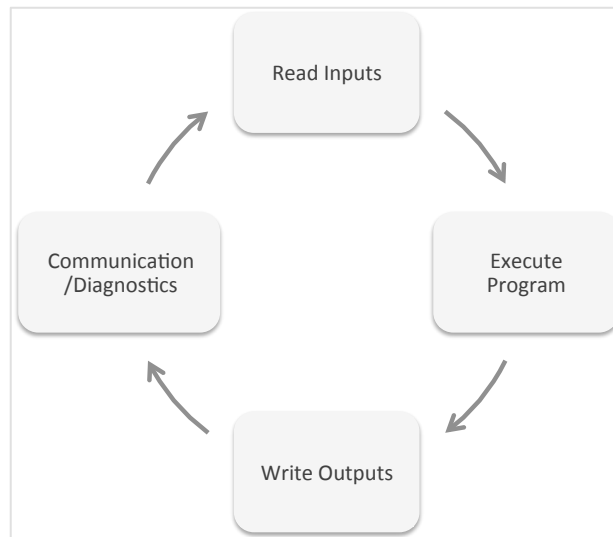 Read Inputs
Execute
Program
Write Outputs
Communication
/Diagnostics